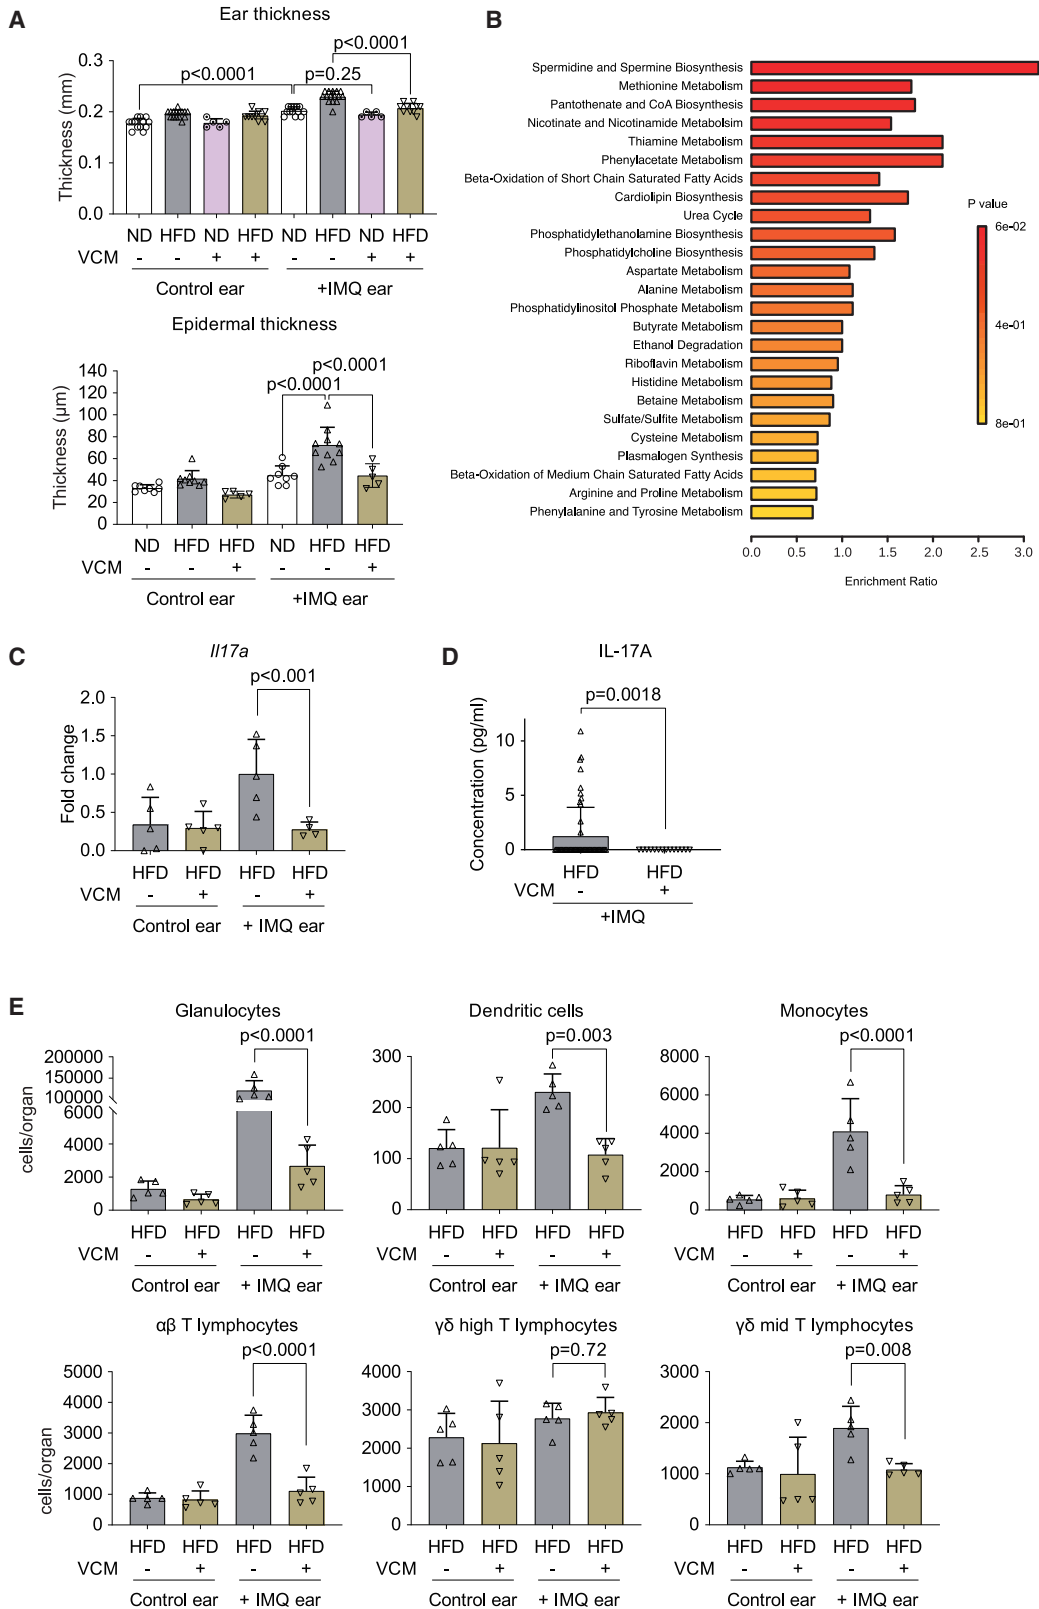 A
Ear thickness
Thickness (mm)
0.3
0.2
0.1
0.0
p<0.0001
p<0.0001
p=0.25
ND HFD ND HFD ND HFD ND HFD
VCM - - + + - - + +
Control ear +IMQ ear
Epidermal thickness
Thickness (μm)
140
120
100
80
60
40
20
0
p<0.0001
p<0.0001
ND HFD HFD ND HFD HFD
VCM - - + - - +
Control ear +IMQ ear
B
Spermidine and Spermine Biosynthesis
Methionine Metabolism
Pantothenate and CoA Biosynthesis
Nicotinate and Nicotinamide Metabolsim
Thiamine Metabolism
Phenylacetate Metabolism
Beta-Oxidation of Short Chain Saturated Fatty Acids
Cardiolipin Biosynthesis
Urea Cycle
Phosphatidylethanolamine Biosynthesis
Phosphatidylcholine Biosynthesis
Aspartate Metabolism
Alanine Metabolism
Phosphatidylinositol Phosphate Metabolism
Butyrate Metabolism
Ethanol Degradation
Riboflavin Metabolism
Histidine Metabolism
Betaine Metabolism
Sulfate/Sulfite Metabolism
Cysteine Metabolism
Plasmalogen Synthesis
Beta-Oxidation of Medium Chain Saturated Fatty Acids
Arginine and Proline Metabolism
Phenylalanine and Tyrosine Metabolism
0.0 0.5 1.0 1.5 2.0 2.5 3.0
Enrichment Ratio
P value
6e-02
4e-01
8e-01
C
Il17a
Fold change
2.0
1.5
1.0
0.5
0.0
p<0.001
HFD HFD HFD HFD
VCM - + - +
Control ear + IMQ ear
D
IL-17A
Concentration (pg/ml)
10
5
0
p=0.0018
HFD HFD
VCM - +
+IMQ
E
Glanulocytes
cells/organ
200000
150000
100000
6000
4000
2000
0
p<0.0001
HFD HFD HFD HFD
VCM - + - +
Control ear + IMQ ear
Dendritic cells
300
200
100
0
p=0.003
HFD HFD HFD HFD
VCM - + - +
Control ear + IMQ ear
Monocytes
8000
6000
4000
2000
0
p<0.0001
HFD HFD HFD HFD
VCM - + - +
Control ear + IMQ ear
αβ T lymphocytes
cells/organ
5000
4000
3000
2000
1000
0
p<0.0001
HFD HFD HFD HFD
VCM - + - +
Control ear + IMQ ear
γδ high T lymphocytes
4000
3000
2000
1000
0
p=0.72
HFD HFD HFD HFD
VCM - + - +
Control ear + IMQ ear
γδ mid T lymphocytes
3000
2000
1000
0
p=0.008
HFD HFD HFD HFD
VCM - + - +
Control ear + IMQ ear